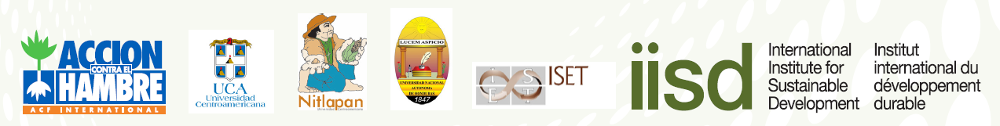 ACCION
CONTRA EL
HAMBRE
ACF INTERNATIONAL
UCA
Universidad
Centroamericana
Nitlapan
LUCEM ASPICIO
UNIVERSIDAD NACIONAL
AUTONOMA
DE HONDURAS
1847
I S
E T
ISET
iisd
International
Institute for
Sustainable
Development
Institut
international du
développement
durable